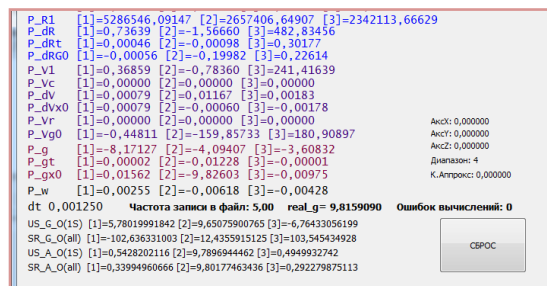 P_R1 [1]=5286546,09147 [2]=2657406,64907 [3]=2342113,66629
P_dR [1]=0,73639 [2]=-1,56660 [3]=482,83456
P_dRt [1]=0,00046 [2]=-0,00098 [3]=0,30177
P_dRG0 [1]=-0,00056 [2]=-0,19982 [3]=0,22614
P_V1 [1]=0,36859 [2]=-0,78360 [3]=241,41639
P_Vc [1]=0,00000 [2]=0,00000 [3]=0,00000
P_dV [1]=0,00079 [2]=0,01167 [3]=0,00183
P_dVx0 [1]=0,00079 [2]=-0,00060 [3]=-0,00178
P_Vr [1]=0,00000 [2]=0,00000 [3]=0,00000
P_Vg0 [1]=-0,44811 [2]=-159,85733 [3]=180,90897
P_g [1]=-8,17127 [2]=-4,09407 [3]=-3,60832
P_gt [1]=0,00002 [2]=-0,01228 [3]=-0,00001
P_gx0 [1]=0,01562 [2]=-9,82603 [3]=-0,00975
P_w [1]=0,00255 [2]=-0,00618 [3]=-0,00428
АксX: 0,000000
АксY: 0,000000
АксZ: 0,000000
Диапазон: 4
К.Аппрокс: 0,000000
dt 0,001250 Частота записи в файл: 5,00 real_g= 9,8159090 Ошибок вычислений: 0
US_G_O(1S) [1]=5,78019991842 [2]=9,65075900765 [3]=-6,76433056199
SR_G_O(all) [1]=-102,636331003 [2]=12,4355915125 [3]=103,545434928
US_A_O(1S) [1]=0,5428202116 [2]=9,7896944462 [3]=0,4949932742
SR_A_O(all) [1]=0,33994960666 [2]=9,80177463436 [3]=0,292279875113
СБРОС